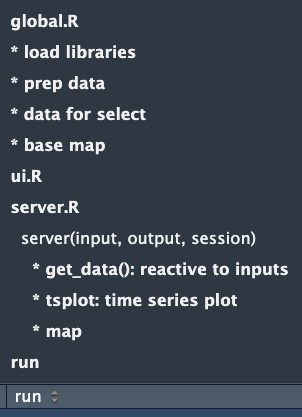 global.R
* load libraries
* prep data
* data for select
* base map
ui.R
server.R
server(input, output, session)
* get_data(): reactive to inputs
* tsplot: time series plot
* map
run
run